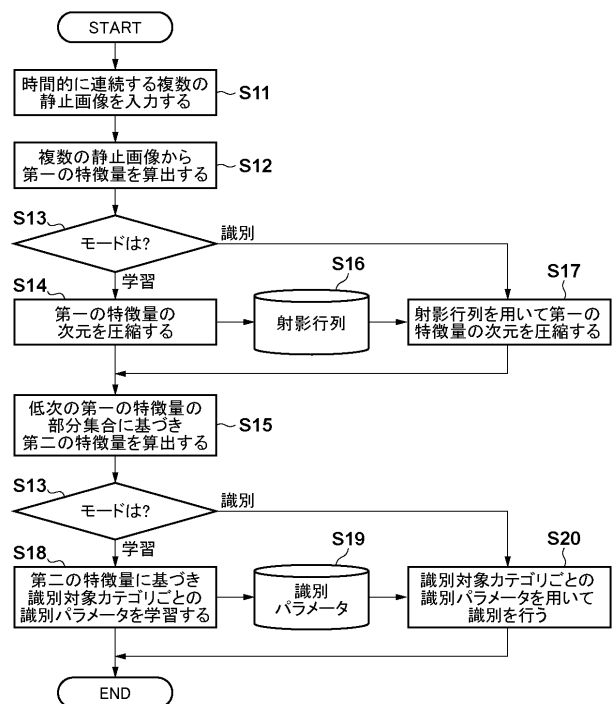 START
時間的に連続する複数の
静止画像を入力する
S11
複数の静止画像から
第一の特徴量を算出する
S12
S13
モードは?
識別
学習
S14
第一の特徴量の
次元を圧縮する
S16
射影行列
S17
射影行列を用いて第一の
特徴量の次元を圧縮する
低次の第一の特徴量の
部分集合に基づき
第二の特徴量を算出する
S15
S13
モードは?
識別
学習
S18
第二の特徴量に基づき
識別対象カテゴリごとの
識別パラメータを学習する
S19
識別
パラメータ
S20
識別対象カテゴリごとの
識別パラメータを用いて
識別を行う
END